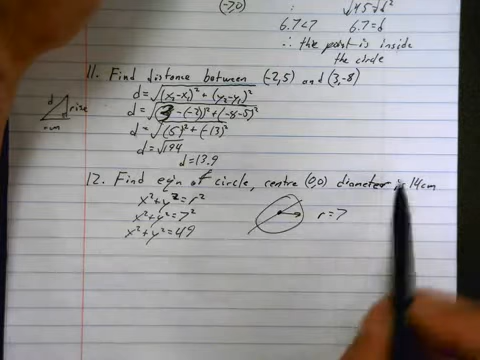 (-7,0)
√45 √6²
6.7<7 6.7=6
∴ the point is inside
the circle
11. Find distance between (-2,5) and (3,-8)
d=√(x₂-x₁)²+(y₂-y₁)²
d=√(3-(-2))²+(-8-5)²
d=√(5)²+(-13)²
d=√194
d=13.9
d rise
run
12. Find eq'n of circle, centre (0,0) diameter is 14cm
x²+y²=r²
x²+y²=7²
x²+y²=49
r=7